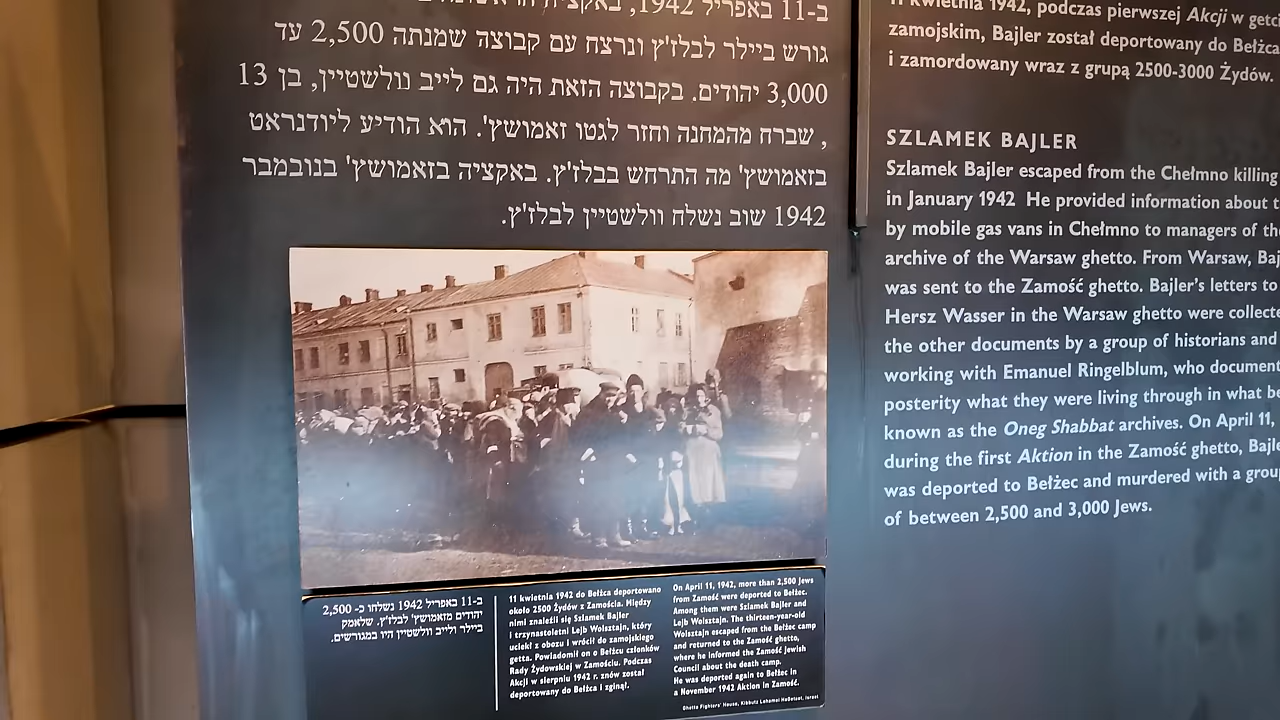 ב-11 באפריל 1942, באקציה
גורש ביילר לבלז'ץ ונרצח עם קבוצה שמנתה 2,500 עד
3,000 יהודים. בקבוצה הזאת היה גם לייב וולשטיין, בן 13
, שברח מהמחנה וחזר לגטו זאמושץ'. הוא הודיע ליודנראט
בזאמושץ' מה התרחש בבלז'ץ. באקציה בזאמושץ' בנובמבר
1942 שוב נשלח וולשטיין לבלז'ץ.
11 kwietnia 1942, podczas pierwszej Akcji w getc
zamojskim, Bajler został deportowany do Bełżca
i zamordowany wraz z grupą 2500-3000 Żydów.
SZLAMEK BAJLER
Szlamek Bajler escaped from the Chełmno killing
in January 1942 He provided information about t
by mobile gas vans in Chełmno to managers of the
archive of the Warsaw ghetto. From Warsaw, Baj
was sent to the Zamość ghetto. Bajler's letters to
Hersz Wasser in the Warsaw ghetto were collecte
the other documents by a group of historians and
working with Emanuel Ringelblum, who document
posterity what they were living through in what be
known as the Oneg Shabbat archives. On April 11,
during the first Aktion in the Zamość ghetto, Bajle
was deported to Bełżec and murdered with a grou
of between 2,500 and 3,000 Jews.
ב-11 באפריל 1942 נשלחו כ- 2,500
יהודים מזאמושץ' לבלז'ץ. שלאמק
ביילר ולייב וולשטיין היו במגורשים.
11 kwietnia 1942 do Bełżca deportowano
około 2500 Żydów z Zamościa. Między
nimi znaleźli się Szlamek Bajler
i trzynastoletni Lejb Wolsztajn, który
uciekł z obozu i wrócił do zamojskiego
getta. Powiadomił on o Bełżcu członków
Rady Żydowskiej w Zamościu. Podczas
Akcji w sierpniu 1942 r. znów został
deportowany do Bełżca i zginął.
On April 11, 1942, more than 2,500 Jews
from Zamość were deported to Bełżec.
Among them were Szlamek Bajler and
Lejb Wolsztajn. The thirteen-year-old
Wolsztajn escaped from the Bełżec camp
and returned to the Zamość ghetto,
where he informed the Zamość Jewish
Council about the death camp.
He was deported again to Bełżec in
a November 1942 Aktion in Zamość.
Ghetto Fighters' House, Kibbutz Lohamei HaGetaot, Israel